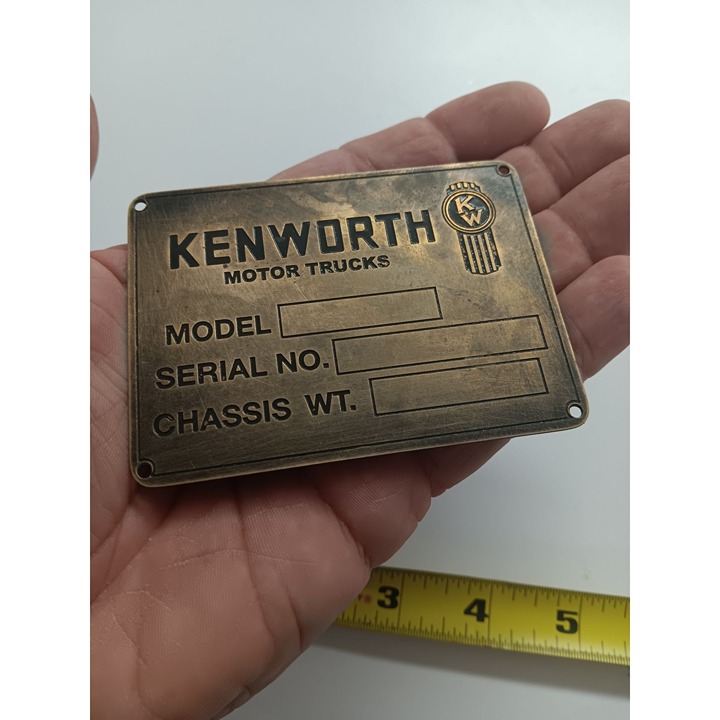 KENWORTH
KW
MOTOR TRUCKS
MODEL
SERIAL NO.
CHASSIS WT.
3
4
5